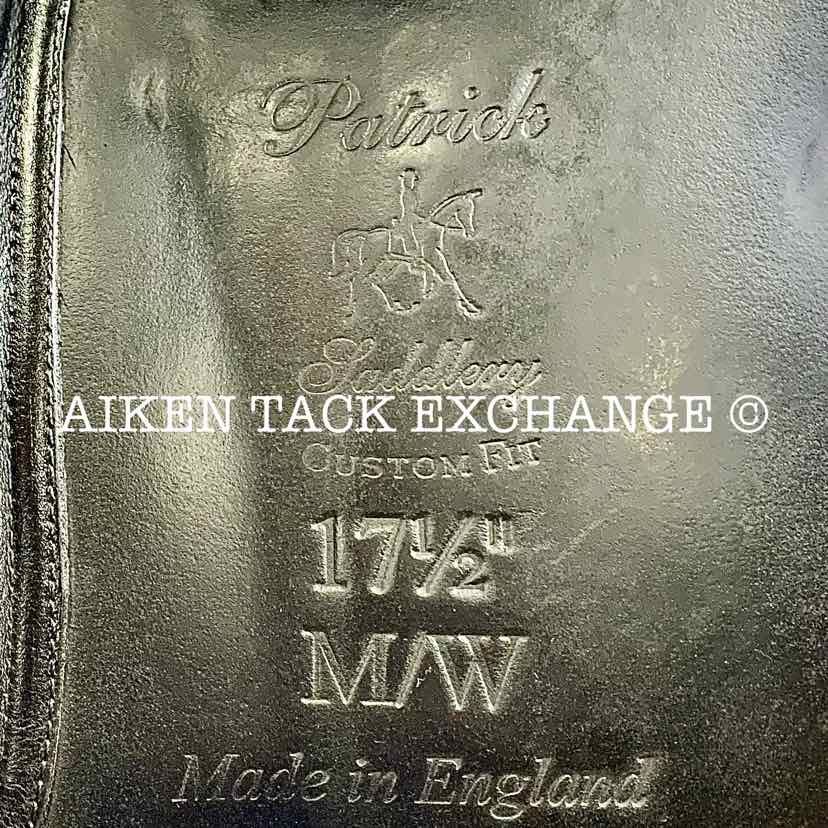 Patrick
Saddlery
AIKEN TACK EXCHANGE ©
CUSTOM FIT
17½"
M/W
Made in England